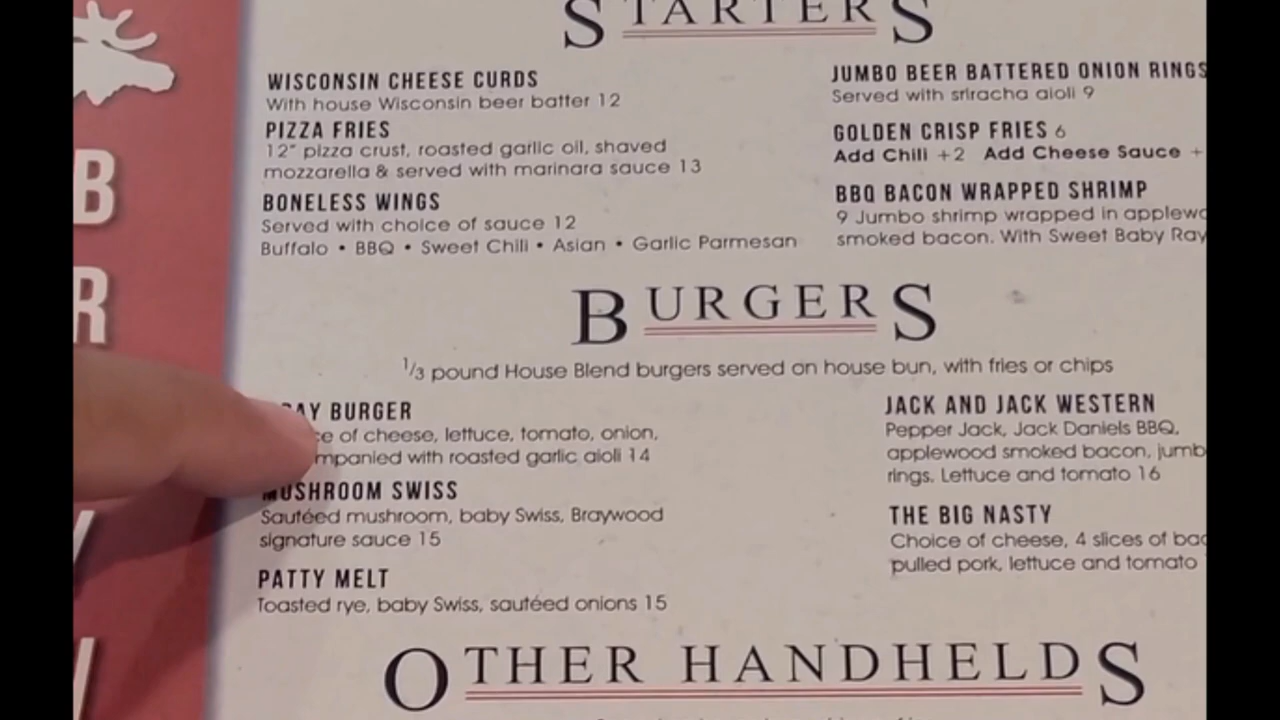 STARTERS
WISCONSIN CHEESE CURDS
With house Wisconsin beer batter 12
PIZZA FRIES
12" pizza crust, roasted garlic oil, shaved
mozzarella & served with marinara sauce 13
BONELESS WINGS
Served with choice of sauce 12
Buffalo • BBQ • Sweet Chili • Asian • Garlic Parmesan
JUMBO BEER BATTERED ONION RINGS
Served with sriracha aioli 9
GOLDEN CRISP FRIES 6
Add Chili +2 Add Cheese Sauce +
BBQ BACON WRAPPED SHRIMP
9 Jumbo shrimp wrapped in
smoked bacon. With Sweet Baby Ray
BURGERS
1/3 pound House Blend burgers served on house bun, with fries or chips
BURGER
of cheese, lettuce, tomato, onion,
with roasted garlic aioli 14
MUSHROOM SWISS
Sautéed mushroom, baby Swiss, Braywood
signature sauce 15
PATTY MELT
Toasted rye, baby Swiss, sautéed onions 15
JACK AND JACK WESTERN
Pepper Jack, Jack Daniels BBQ,
applewood smoked bacon,
rings. Lettuce and tomato 16
THE BIG NASTY
Choice of cheese, 4 slices of
pulled pork, lettuce and tomato
OTHER HANDHELDS
B
R